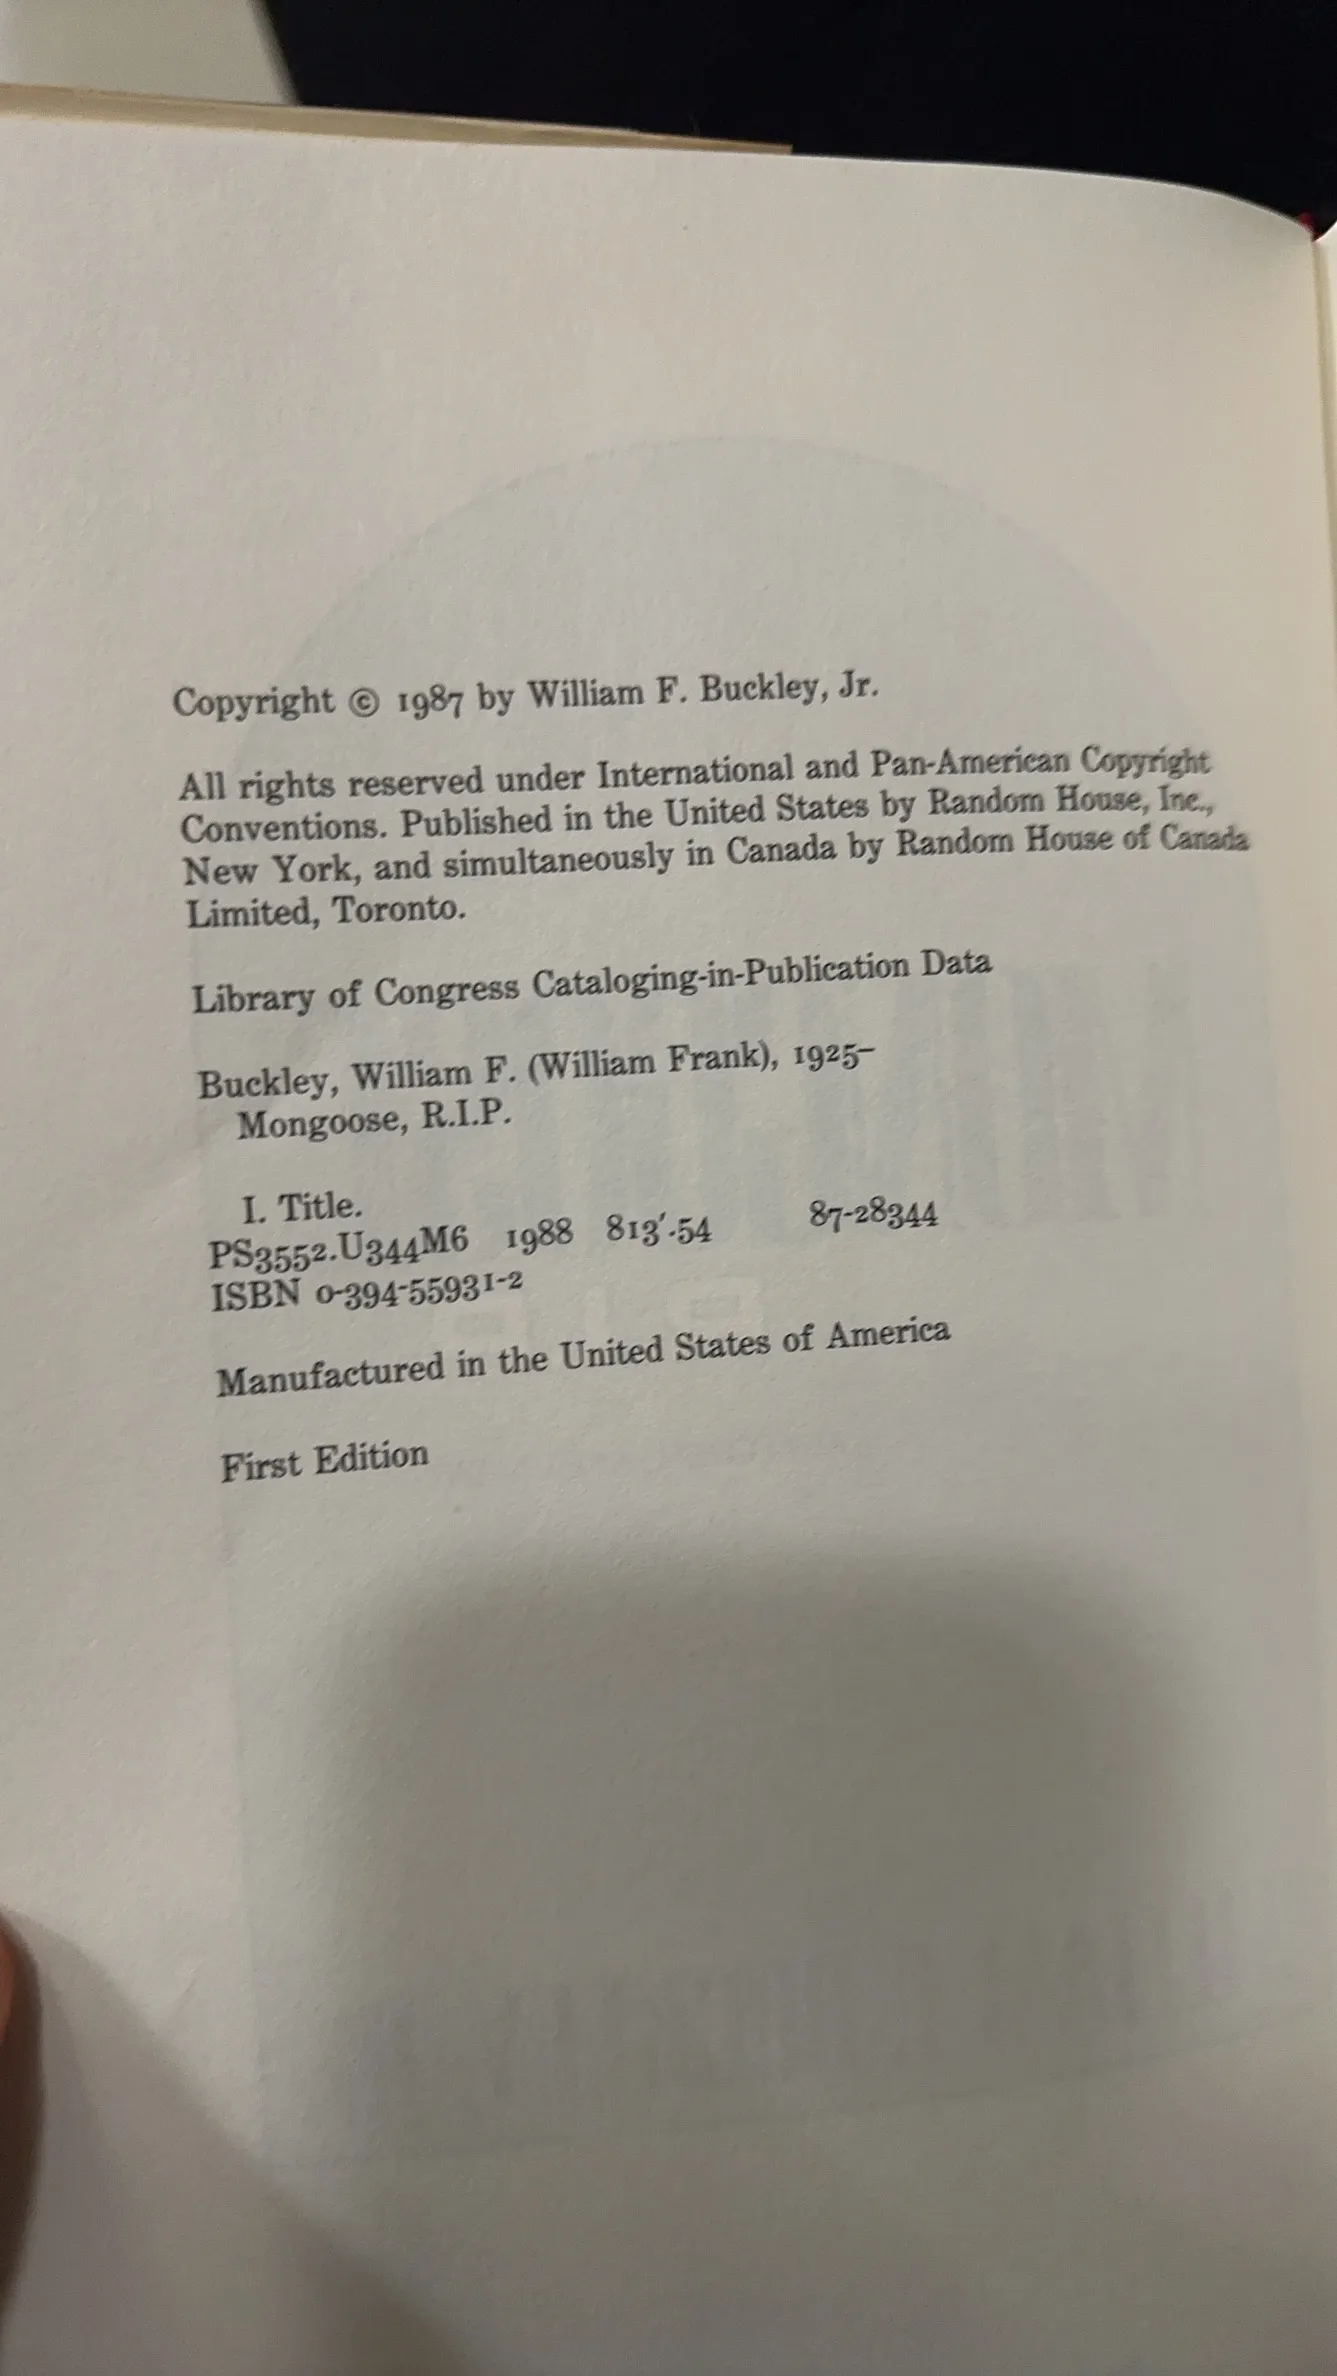 Copyright © 1987 by William F. Buckley, Jr.
All rights reserved under International and Pan-American Copyright
Conventions. Published in the United States by Random House, Inc.,
New York, and simultaneously in Canada by Random House of Canada
Limited, Toronto.
Library of Congress Cataloging-in-Publication Data
Buckley, William F. (William Frank), 1925–
Mongoose, R.I.P.
I. Title.
PS3552.U344M6 1988 813′.54 87-28344
ISBN 0-394-55931-2
Manufactured in the United States of America
First Edition